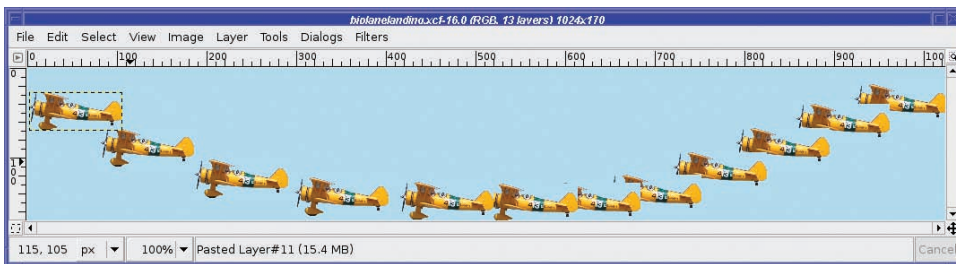 biplanelanding.xcf-16.0 (RGB, 13 layers) 1024x170
File Edit Select View Image Layer Tools Dialogs Filters
0 100 200 300 400 500 600 700 800 900 100
0
100
115, 105 px 100% Pasted Layer#11 (15.4 MB) Cancel